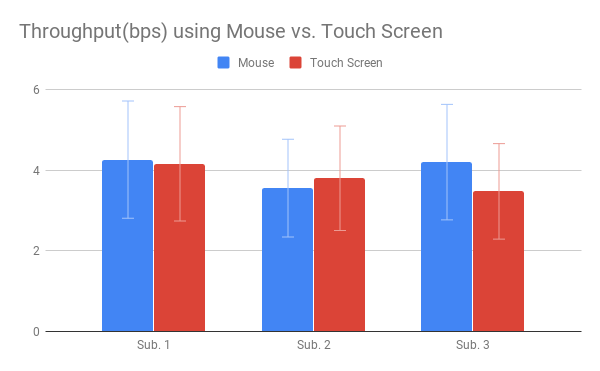 Throughput(bps) using Mouse vs. Touch Screen
Mouse Touch Screen
6
4
2
0
Sub. 1 Sub. 2 Sub. 3